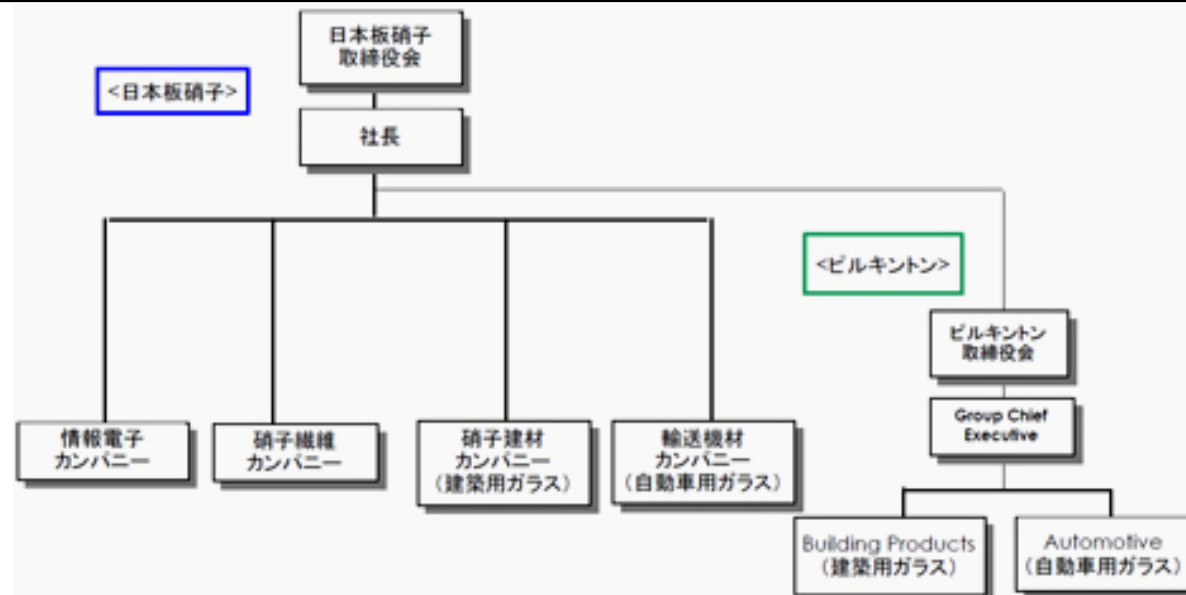 日本板硝子
取締役会
<日本板硝子>
社長
<ピルキントン>
ピルキントン
取締役会
Group Chief
Executive
情報電子
カンパニー
硝子繊維
カンパニー
硝子建材
カンパニー
(建築用ガラス)
輸送機材
カンパニー
(自動車用ガラス)
Building Products
(建築用ガラス)
Automotive
(自動車用ガラス)